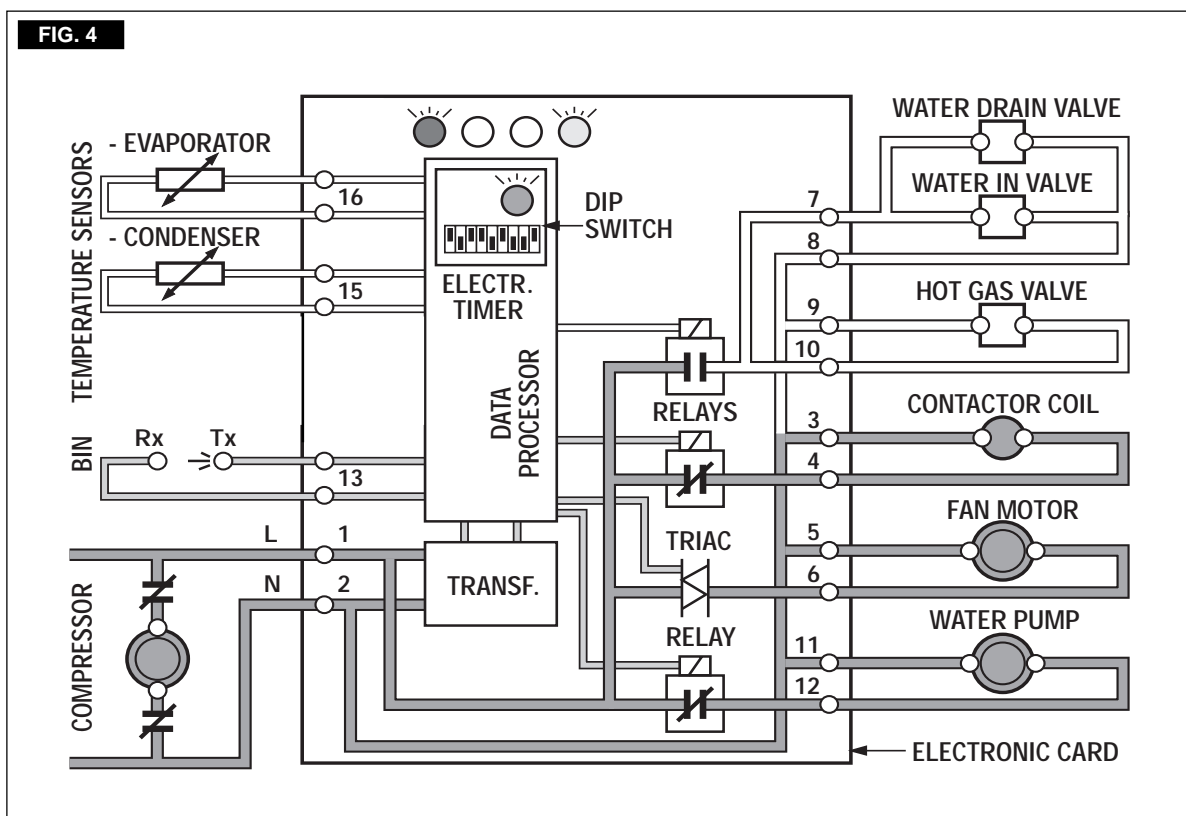 FIG. 4
TEMPERATURE SENSORS
- EVAPORATOR
16
- CONDENSER
15
BIN
Rx
Tx
13
L
1
N
2
COMPRESSOR
DIP
SWITCH
ELECTR.
TIMER
DATA
PROCESSOR
TRANSF.
RELAYS
TRIAC
RELAY
WATER DRAIN VALVE
WATER IN VALVE
7
8
HOT GAS VALVE
9
10
CONTACTOR COIL
3
4
FAN MOTOR
5
6
WATER PUMP
11
12
ELECTRONIC CARD